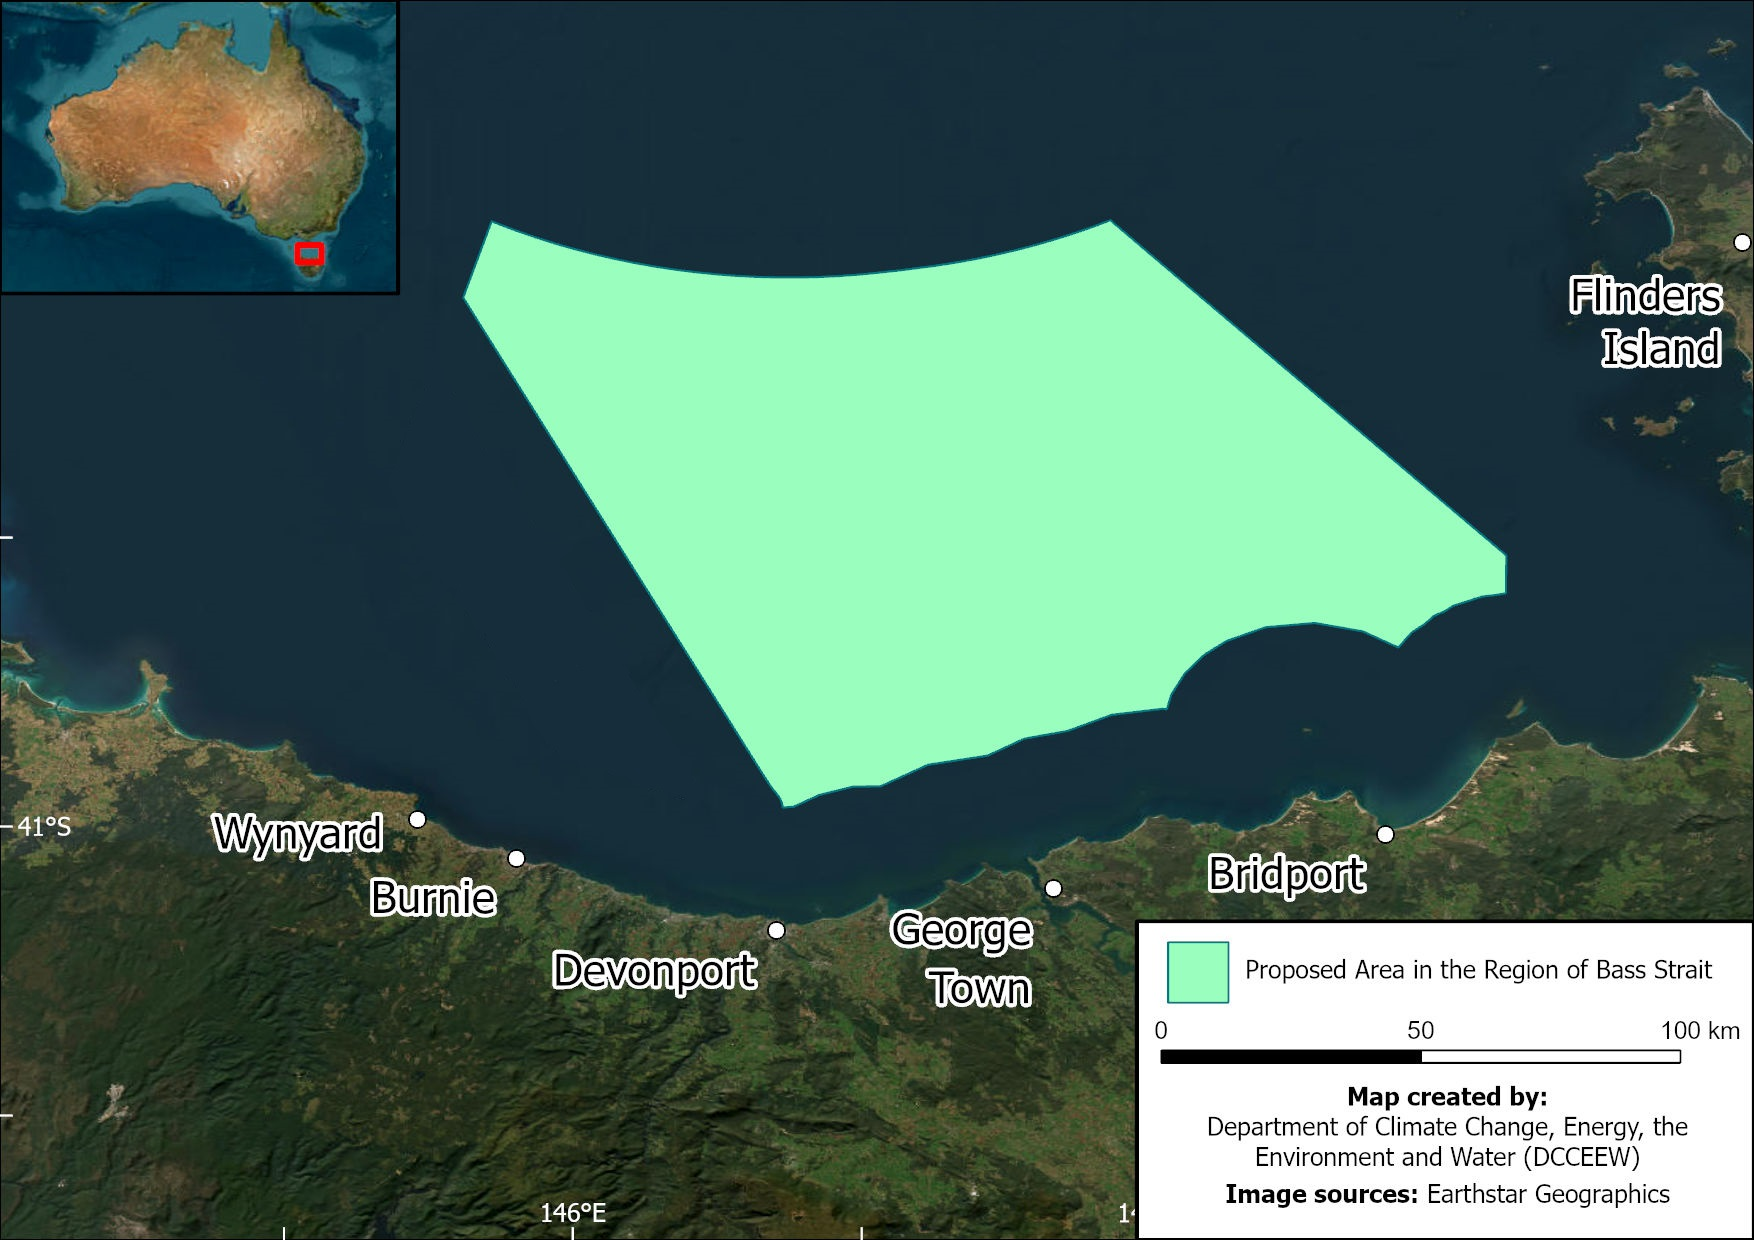 Flinders
Island
41°S
Wynyard
Burnie
Devonport
George
Town
Bridport
146°E
Proposed Area in the Region of Bass Strait
0 50 100 km
Map created by:
Department of Climate Change, Energy, the
Environment and Water (DCCEEW)
Image sources: Earthstar Geographics